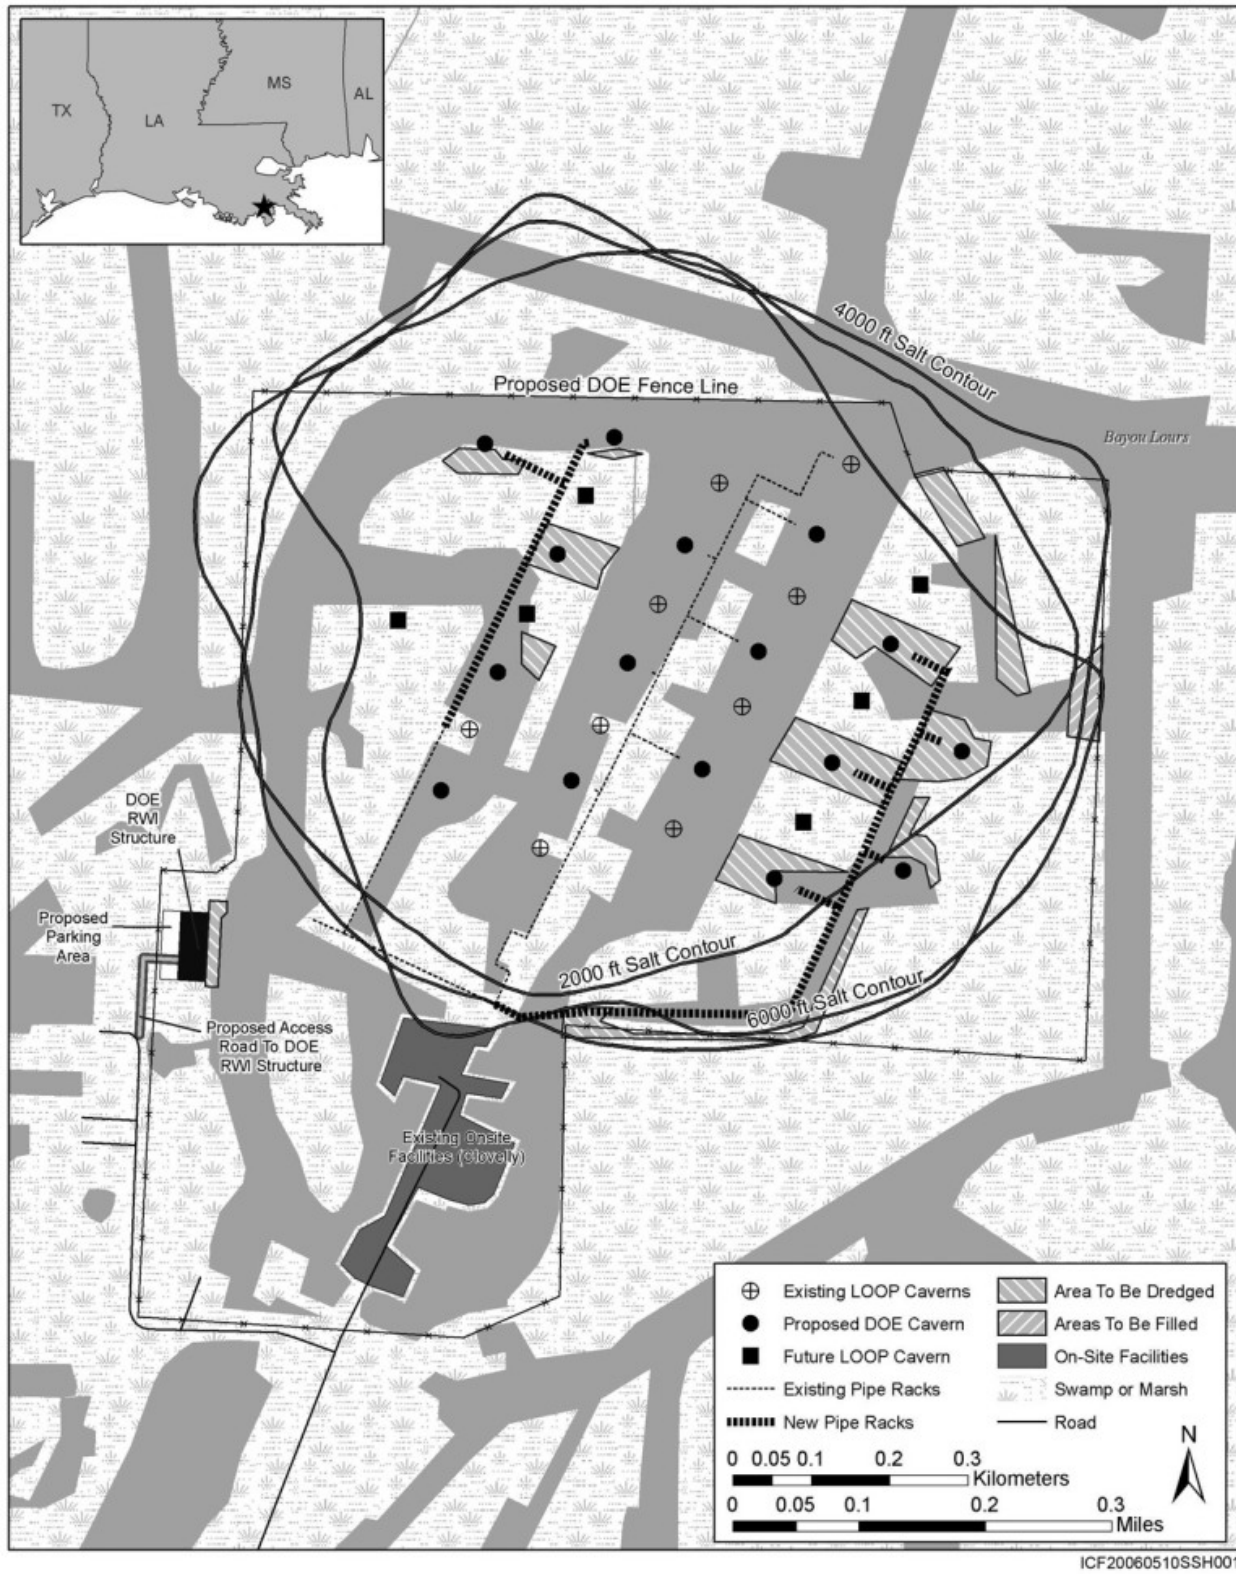 TX
LA
MS
AL
4000 ft Salt Contour
Proposed DOE Fence Line
Bayou Lours
DOE
RWI
Structure
Proposed
Parking
Area
2000 ft Salt Contour
6000 ft Salt Contour
Proposed Access
Road To DOE
RWI Structure
Existing Onsite
Facilities (Clovelly)
Existing LOOP Caverns
Proposed DOE Cavern
Future LOOP Cavern
Existing Pipe Racks
New Pipe Racks
Area To Be Dredged
Areas To Be Filled
On-Site Facilities
Swamp or Marsh
Road
N
0 0.05 0.1 0.2 0.3
Kilometers
0 0.05 0.1 0.2 0.3
Miles
ICF20060510SSH001